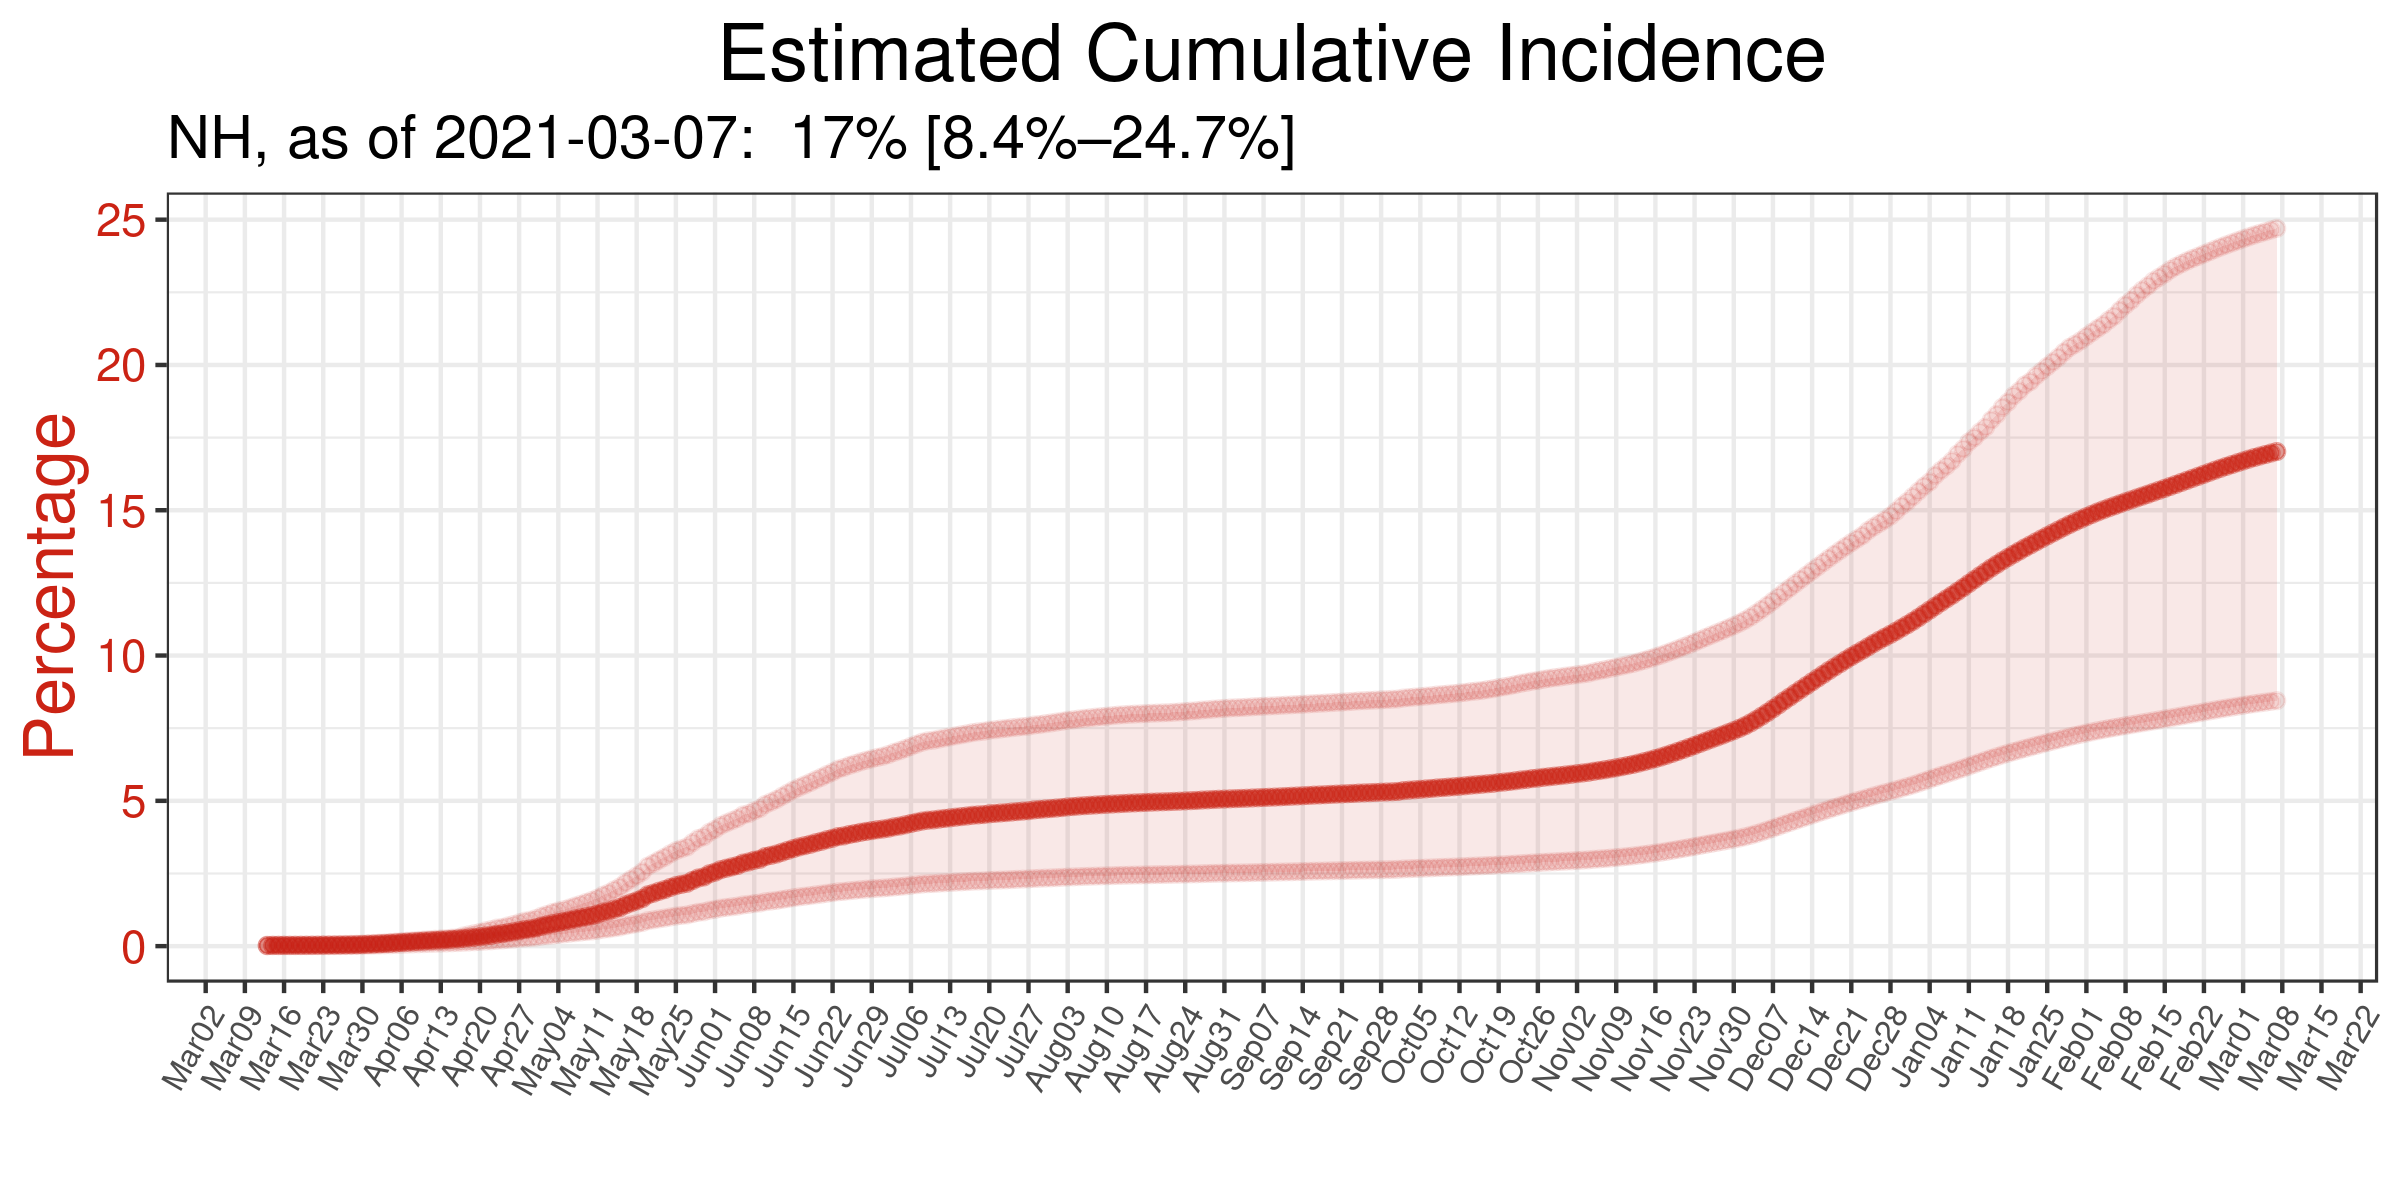 Estimated Cumulative Incidence
NH, as of 2021-03-07:  17% [8.4%–24.7%]
Percentage
25
20
15
10
5
0
Mar02
Mar09
Mar16
Mar23
Mar30
Apr06
Apr13
Apr20
Apr27
May04
May11
May18
May25
Jun01
Jun08
Jun15
Jun22
Jun29
Jul06
Jul13
Jul20
Jul27
Aug03
Aug10
Aug17
Aug24
Aug31
Sep07
Sep14
Sep21
Sep28
Oct05
Oct12
Oct19
Oct26
Nov02
Nov09
Nov16
Nov23
Nov30
Dec07
Dec14
Dec21
Dec28
Jan04
Jan11
Jan18
Jan25
Feb01
Feb08
Feb15
Feb22
Mar01
Mar08
Mar15
Mar22